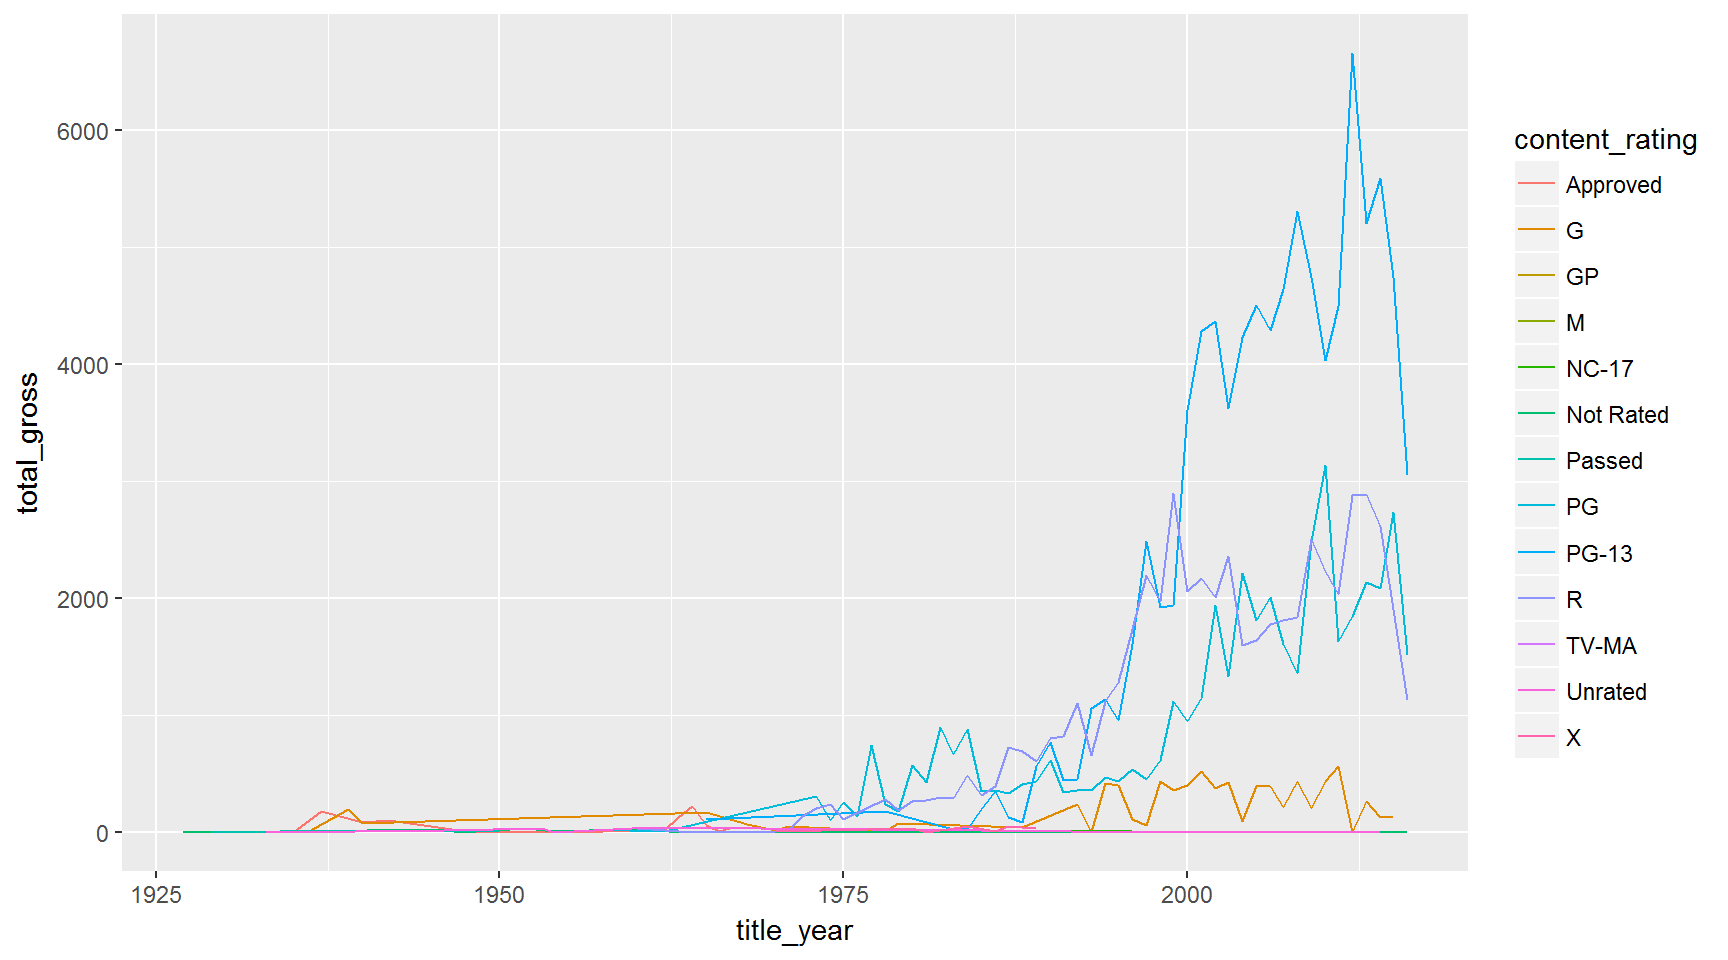 total_gross
6000
4000
2000
0
1925
1950
1975
2000
title_year
content_rating
Approved
G
GP
M
NC-17
Not Rated
Passed
PG
PG-13
R
TV-MA
Unrated
X